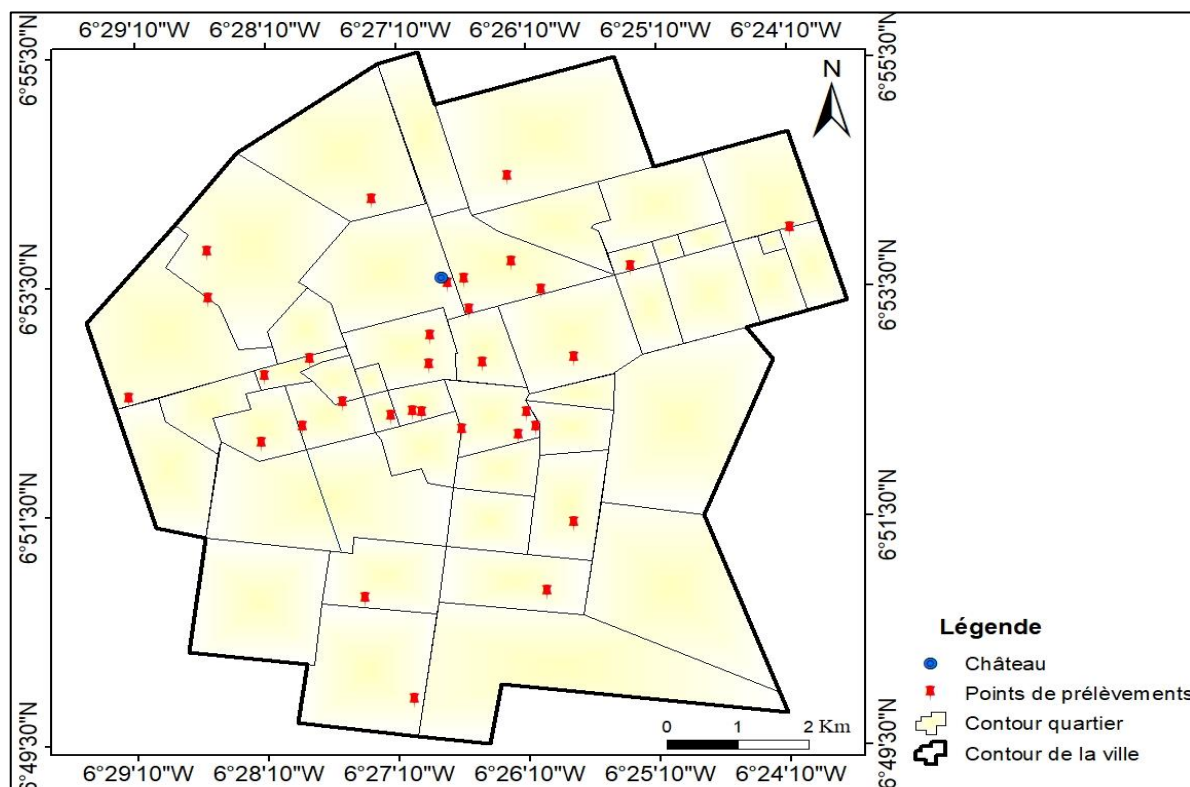 6°29'10"W 6°28'10"W 6°27'10"W 6°26'10"W 6°25'10"W 6°24'10"W
6°55'30"N
6°55'30"N
N
6°53'30"N
6°53'30"N
6°51'30"N
6°51'30"N
Légende
Château
Points de prélèvements
Contour quartier
Contour de la ville
0 1 2 Km
6°49'30"N
6°49'30"N
6°29'10"W 6°28'10"W 6°27'10"W 6°26'10"W 6°25'10"W 6°24'10"W